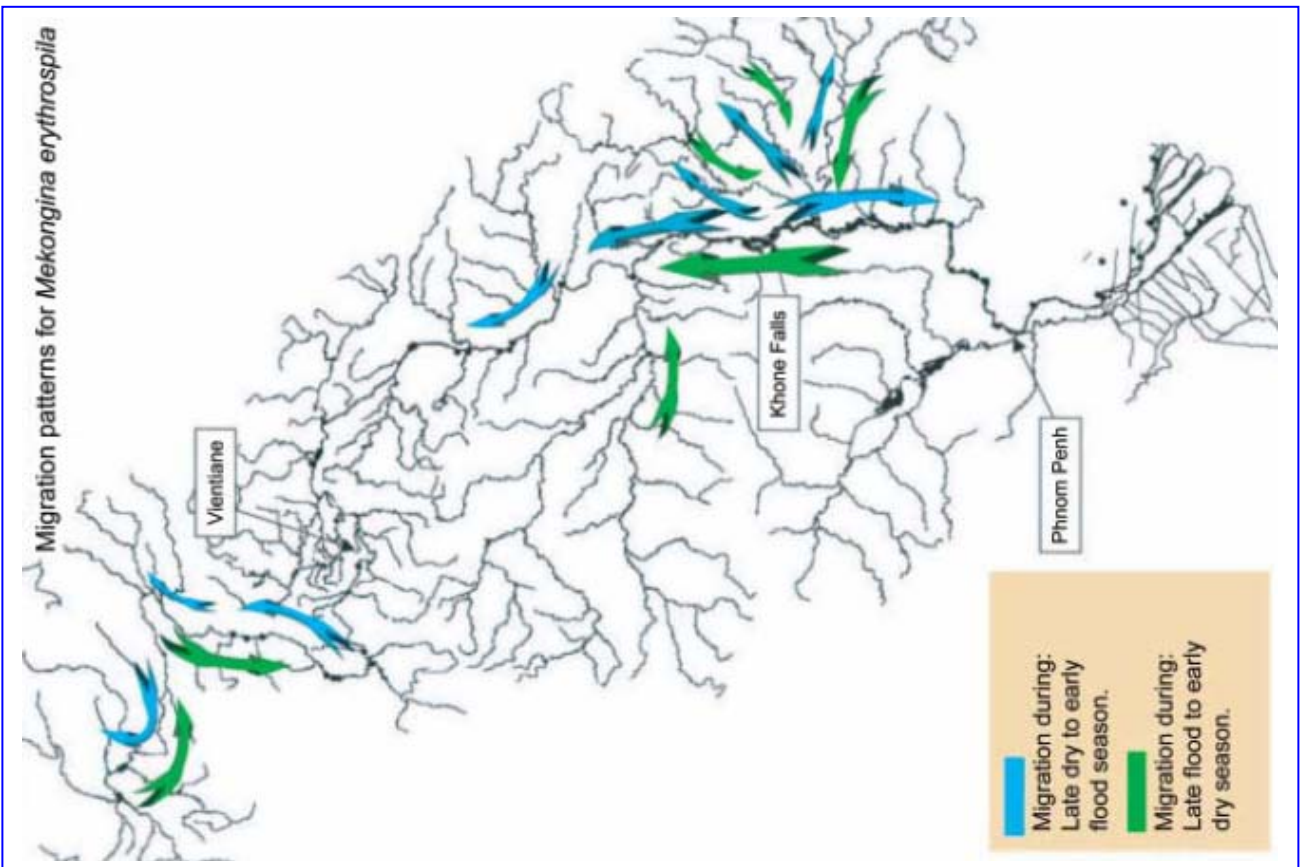 Migration patterns for Mekongina erythrospila
Vientiane
Khone Falls
Phnom Penh
Migration during:
Late dry to early
flood season.
Migration during:
Late flood to early
dry season.